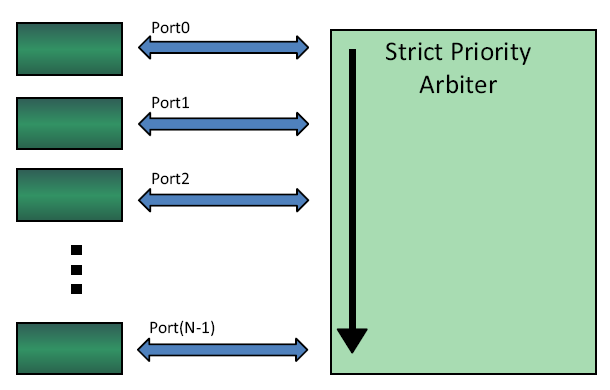 Port0
Strict Priority
Arbiter
Port1
Port2
Port(N-1)